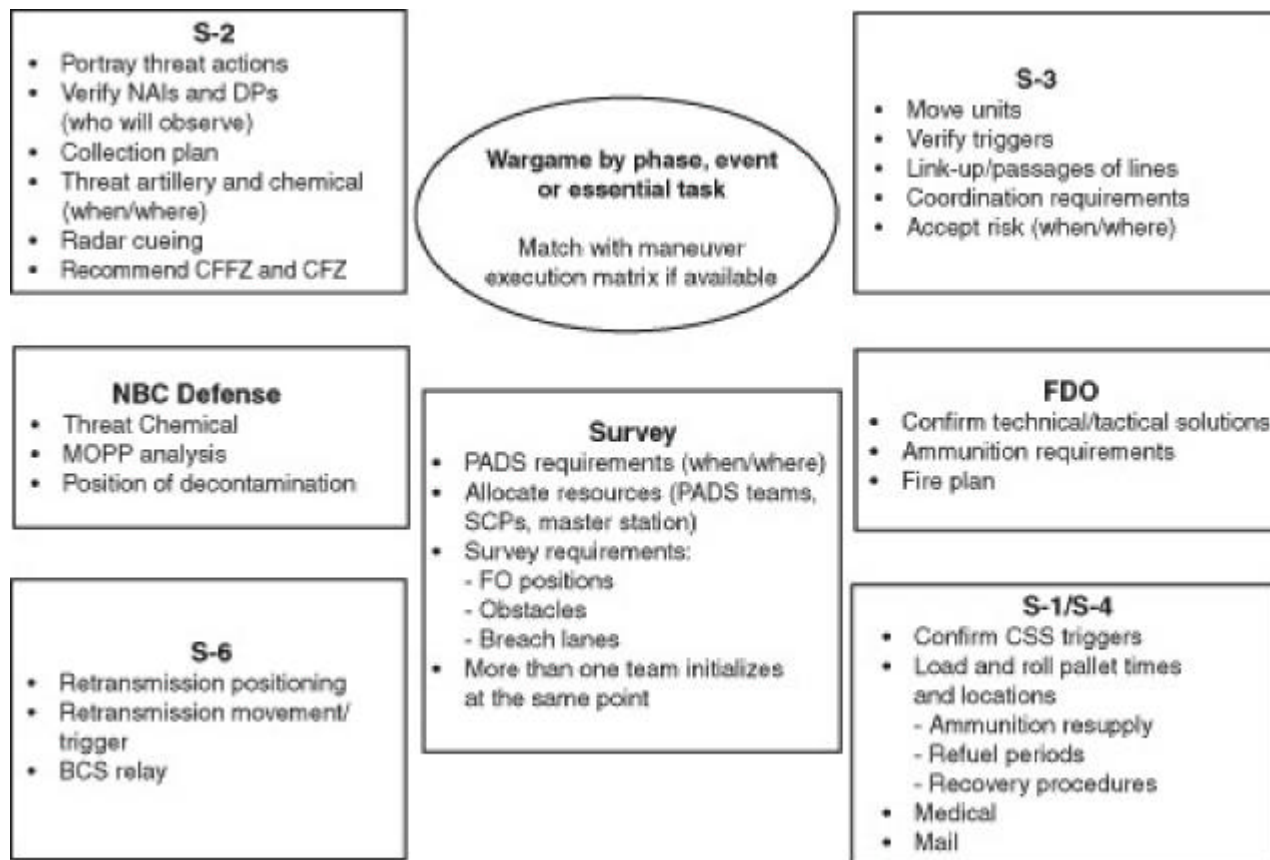 S-2
• Portray threat actions
• Verify NAIs and DPs
(who will observe)
• Collection plan
• Threat artillery and chemical
(when/where)
• Radar cueing
• Recommend CFFZ and CFZ
Wargame by phase, event
or essential task
Match with maneuver
execution matrix if available
S-3
• Move units
• Verify triggers
• Link-up/passages of lines
• Coordination requirements
• Accept risk (when/where)
NBC Defense
• Threat Chemical
• MOPP analysis
• Position of decontamination
Survey
• PADS requirements (when/where)
• Allocate resources (PADS teams,
SCPs, master station)
• Survey requirements:
- FO positions
- Obstacles
- Breach lanes
• More than one team initializes
at the same point
FDO
• Confirm technical/tactical solutions
• Ammunition requirements
• Fire plan
S-6
• Retransmission positioning
• Retransmission movement/
trigger
• BCS relay
S-1/S-4
• Confirm CSS triggers
• Load and roll pallet times
and locations
- Ammunition resupply
- Refuel periods
- Recovery procedures
• Medical
• Mail